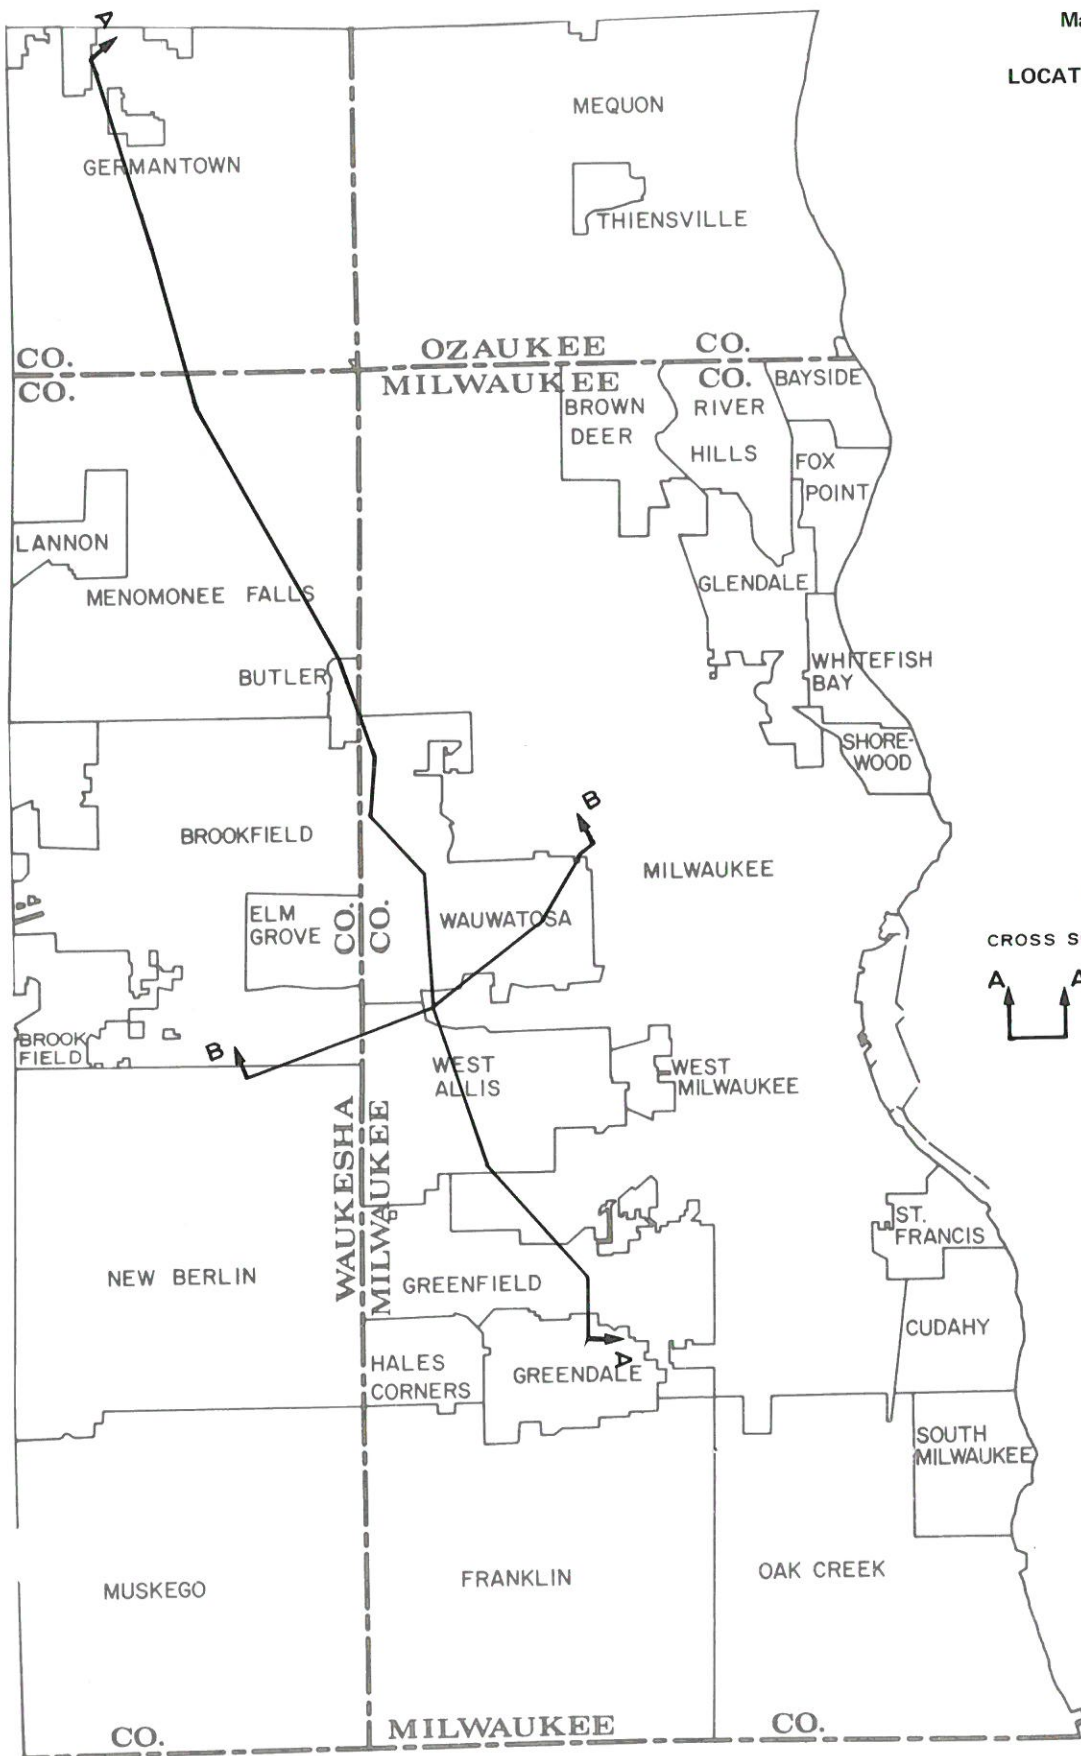 Ma
LOCAT
A
MEQUON
GERMANTOWN
THIENSVILLE
CO.
OZAUKEE CO.
CO.
MILWAUKEE CO.
BAYSIDE
BROWN
DEER
RIVER
HILLS
FOX
POINT
LANNON
GLENDALE
MENOMONEE FALLS
WHITEFISH
BAY
BUTLER
SHORE-
WOOD
B
BROOKFIELD
MILWAUKEE
ELM
GROVE
CO.
CO.
WAUWATOSA
CROSS S
A A
BROOK
FIELD
B
WEST
ALLIS
WEST
MILWAUKEE
WAUKESHA
MILWAUKEE
ST.
FRANCIS
NEW BERLIN
GREENFIELD
CUDAHY
HALES
CORNERS
GREENDALE
A
SOUTH
MILWAUKEE
MUSKEGO
FRANKLIN
OAK CREEK
CO.
MILWAUKEE CO.